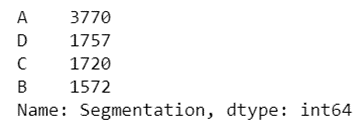 A    3770
D    1757
C    1720
B    1572
Name: Segmentation, dtype: int64